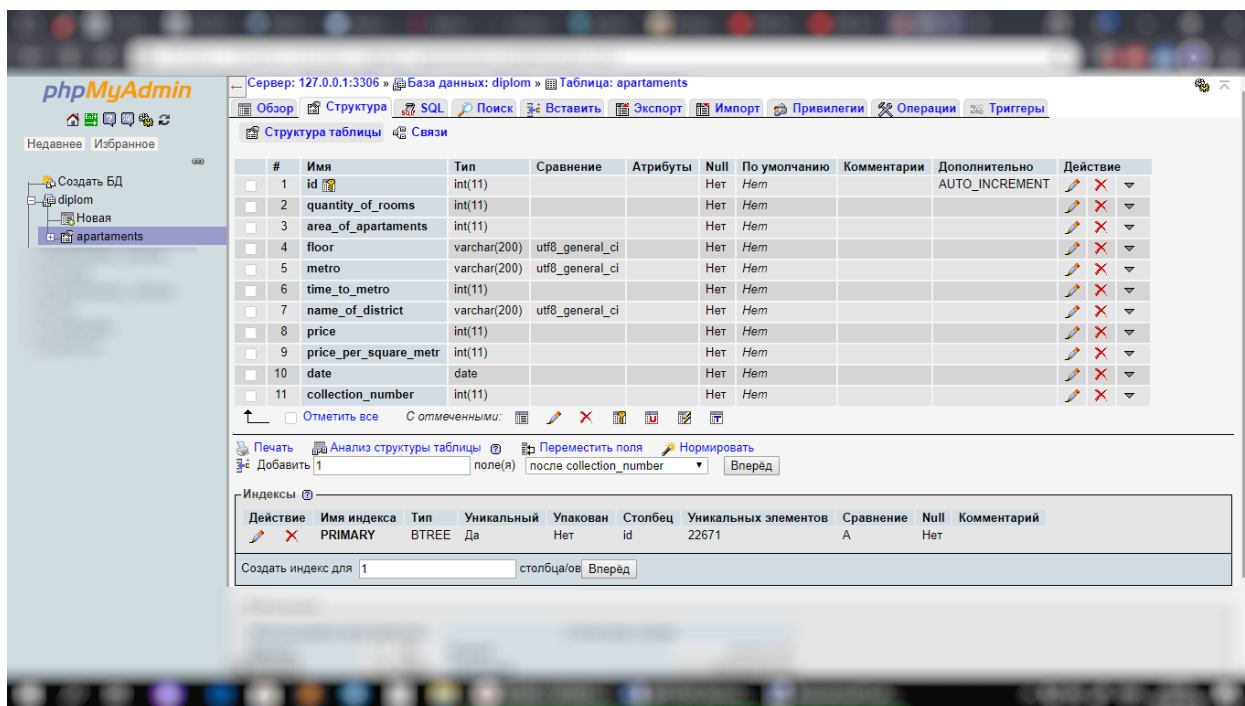 phpMyAdmin
Недавнее Избранное
Создать БД
diplom
Новая
apartaments
Сервер: 127.0.0.1:3306 » База данных: diplom » Таблица: apartaments
Обзор Структура SQL Поиск Вставить Экспорт Импорт Привилегии Операции Триггеры
Структура таблицы Связи
# Имя Тип Сравнение Атрибуты Null По умолчанию Комментарии Дополнительно Действие
1 id int(11) Нет Нет AUTO_INCREMENT
2 quantity_of_rooms int(11) Нет Нет
3 area_of_apartaments int(11) Нет Нет
4 floor varchar(200) utf8_general_ci Нет Нет
5 metro varchar(200) utf8_general_ci Нет Нет
6 time_to_metro int(11) Нет Нет
7 name_of_district varchar(200) utf8_general_ci Нет Нет
8 price int(11) Нет Нет
9 price_per_square_metr int(11) Нет Нет
10 date date Нет Нет
11 collection_number int(11) Нет Нет
Отметить все С отмеченными:
Печать Анализ структуры таблицы Переместить поля Нормировать
Добавить 1 поле(я) после collection_number Вперёд
Индексы
Действие Имя индекса Тип Уникальный Упакован Столбец Уникальных элементов Сравнение Null Комментарий
PRIMARY BTREE Да Нет id 22671 A Нет
Создать индекс для 1 столбца/ов Вперёд